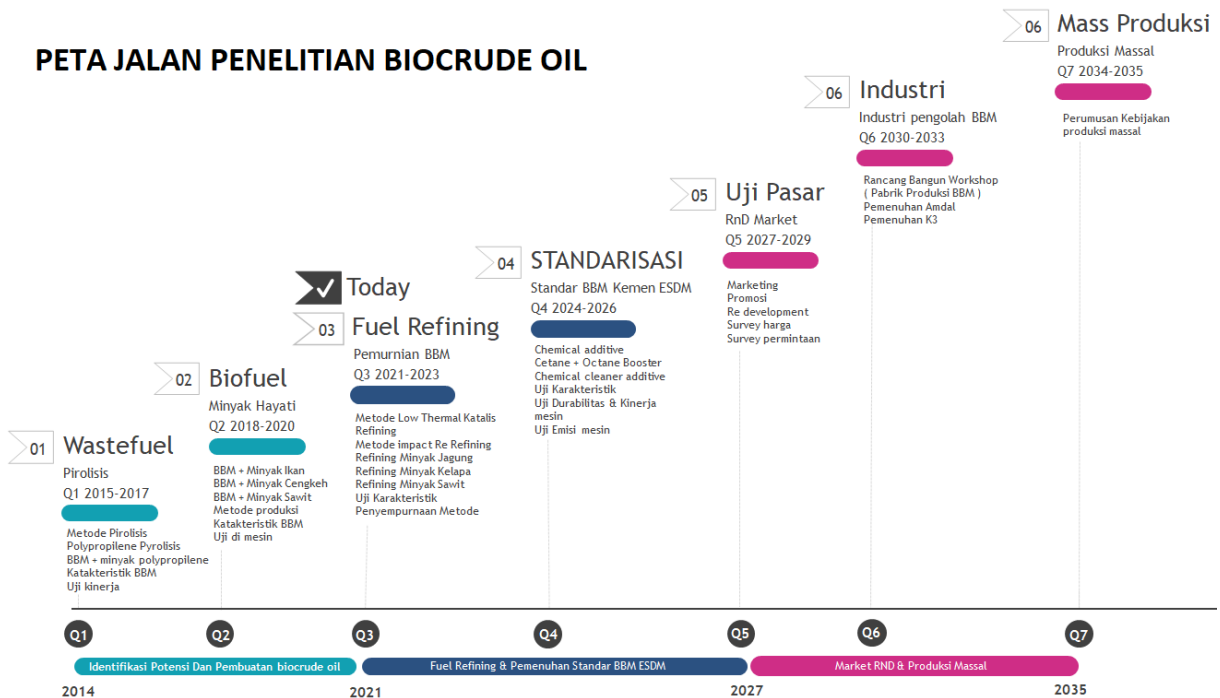 PETA JALAN PENELITIAN BIOCRUDE OIL
01
Wastefuel
Pirolisis
Q1 2015-2017
Metode Pirolisis
Polypropilene Pyrolisis
BBM + minyak polypropilene
Katakteristik BBM
Uji kinerja
02
Biofuel
Minyak Hayati
Q2 2018-2020
BBM + Minyak Ikan
BBM + Minyak Cengkeh
BBM + Minyak Sawit
Metode produksi
Katakteristik BBM
Uji di mesin
Today
03
Fuel Refining
Pemurnian BBM
Q3 2021-2023
Metode Low Thermal Katalis
Refining
Metode impact Re Refining
Refining Minyak Jagung
Refining Minyak Kelapa
Refining Minyak Sawit
Uji Karakteristik
Penyempurnaan Metode
04
STANDARISASI
Standar BBM Kemen ESDM
Q4 2024-2026
Chemical additive
Cetane + Octane Booster
Chemical cleaner additive
Uji Karakteristik
Uji Durabilitas & Kinerja
mesin
Uji Emisi mesin
05
Uji Pasar
RnD Market
Q5 2027-2029
Marketing
Promosi
Re development
Survey harga
Survey permintaan
06
Industri
Industri pengolah BBM
Q6 2030-2033
Rancang Bangun Workshop
( Pabrik Produksi BBM )
Pemenuhan Amdal
Pemenuhan K3
06
Mass Produksi
Produksi Massal
Q7 2034-2035
Perumusan Kebijakan
produksi massal
Q1
Q2
Q3
Q4
Q5
Q6
Q7
Identifikasi Potensi Dan Pembuatan biocrude oil
Fuel Refining & Pemenuhan Standar BBM ESDM
Market RND & Produksi Massal
2014
2021
2027
2035